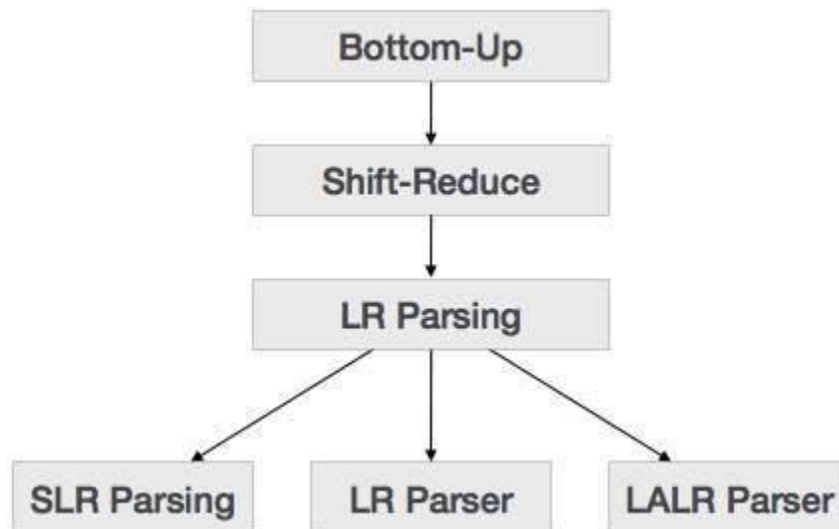 Bottom-Up
Shift-Reduce
LR Parsing
SLR Parsing
LR Parser
LALR Parser